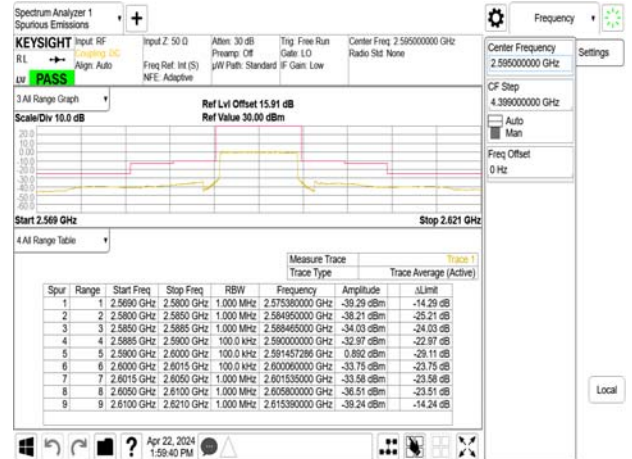 Spectrum Analyzer 1
Spurious Emissions
Frequency
KEYSIGHT Input: RF Input Z: 50 Ω Atten: 30 dB Trig: Free Run Center Freq: 2.595000000 GHz
RL Coupling: DC Preamp: Off Gate: LO Radio Std: None
Align: Auto Freq Ref: Int (S) µW Path: Standard IF Gain: Low
NFE: Adaptive
PASS
3 All Range Graph
Ref Lvl Offset 15.91 dB
Scale/Div 10.0 dB Ref Value 30.00 dBm
20.0
10.0
0.00
-10.0
-20.0
-30.0
-40.0
-50.0
-60.0
Start 2.569 GHz Stop 2.621 GHz
4 All Range Table
Measure Trace Trace 1
Trace Type Trace Average (Active)
Spur Range Start Freq Stop Freq RBW Frequency Amplitude ΔLimit
1 1 2.5690 GHz 2.5800 GHz 1.000 MHz 2.575380000 GHz -39.29 dBm -14.29 dB
2 2 2.5800 GHz 2.5850 GHz 1.000 MHz 2.584950000 GHz -38.21 dBm -25.21 dB
3 3 2.5850 GHz 2.5885 GHz 1.000 MHz 2.588465000 GHz -34.03 dBm -24.03 dB
4 4 2.5885 GHz 2.5900 GHz 100.0 kHz 2.590000000 GHz -32.97 dBm -22.97 dB
5 5 2.5900 GHz 2.6000 GHz 100.0 kHz 2.591457286 GHz 0.892 dBm -29.11 dB
6 6 2.6000 GHz 2.6015 GHz 100.0 kHz 2.600060000 GHz -33.75 dBm -23.75 dB
7 7 2.6015 GHz 2.6050 GHz 1.000 MHz 2.601535000 GHz -33.58 dBm -23.58 dB
8 8 2.6050 GHz 2.6100 GHz 1.000 MHz 2.605800000 GHz -36.51 dBm -23.51 dB
9 9 2.6100 GHz 2.6210 GHz 1.000 MHz 2.615390000 GHz -39.24 dBm -14.24 dB
Apr 22, 2024
1:59:40 PM
Center Frequency
2.595000000 GHz
Settings
CF Step
4.399000000 GHz
Auto
Man
Freq Offset
0 Hz
Local